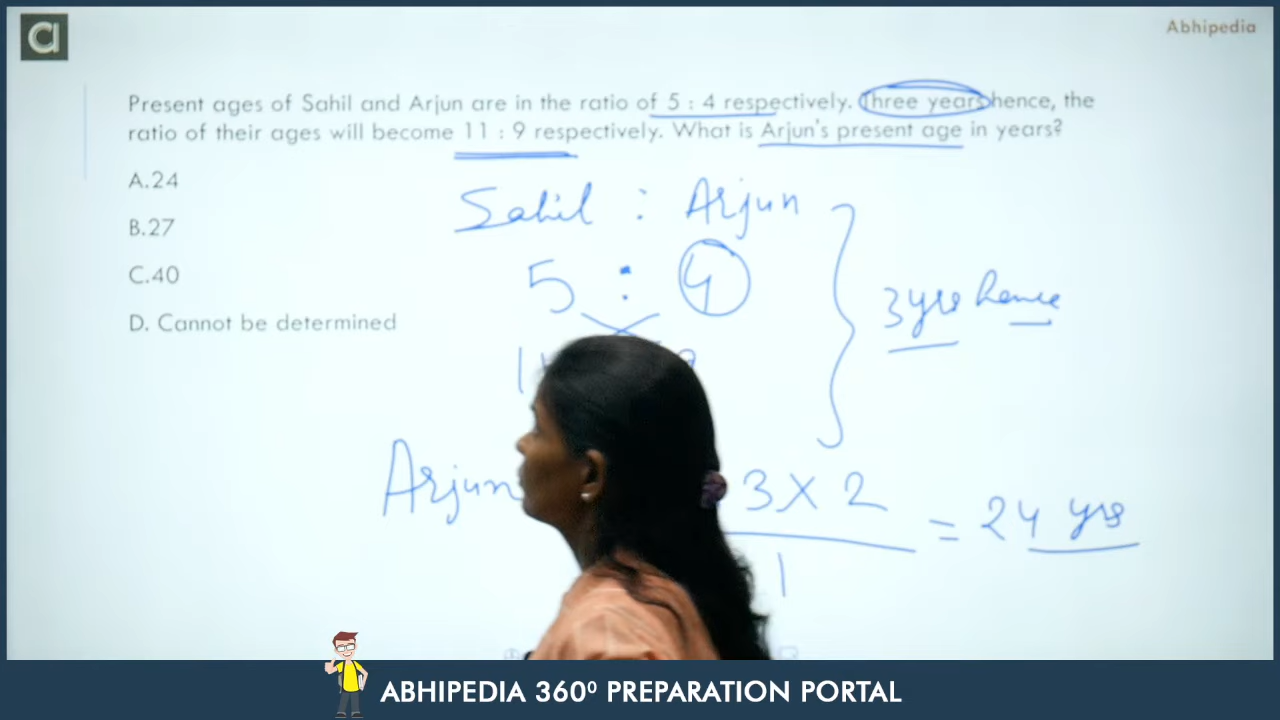 Abhipedia
Present ages of Sahil and Arjun are in the ratio of 5 : 4 respectively. Three years hence, the
ratio of their ages will become 11 : 9 respectively. What is Arjun's present age in years?
A.24
B.27
C.40
D. Cannot be determined
Sahil : Arjun
5 : 4
3 yrs hence
Arjun 3 X 2
= 24 yrs
1
ABHIPEDIA 360⁰ PREPARATION PORTAL